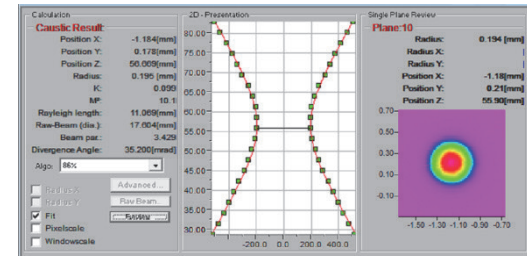 Calculation
Caustic Result:
Position X: -1.184[mm]
Position Y: 0.178[mm]
Position Z: 56.009[mm]
Radius: 0.195 [mm]
K: 0.099
M²: 10.1
Rayleigh length: 11.069[mm]
Raw-Beam (dia.): 17.604[mm]
Beam par.: 3.429
Divergence Angle: 35.200[mrad]
Algo: 86%
Radius X
Advanced...
Radius Y
Raw Beam...
Fit
Review
Pixelscale
Windowscale
2D - Presentation
80.00
75.00
70.00
65.00
60.00
55.00
50.00
45.00
40.00
35.00
30.00
-200.0 0.0 200.0 400.0
Single Plane Review
Plane:10
Radius: 0.194 [mm]
Radius X:
Radius Y:
Position X: -1.18[mm]
Position Y: 0.21[mm]
Position Z: 55.90[mm]
0.70
0.50
0.30
0.10
-0.10
-1.50 -1.30 -1.10 -0.90 -0.70